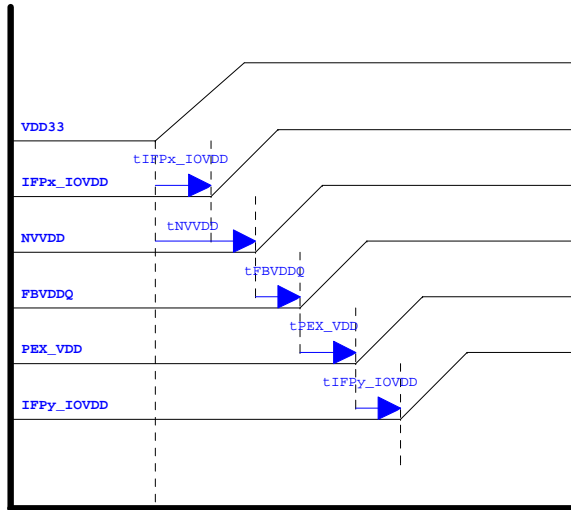 VDD33
tIFPx_IOVDD
IFPx_IOVDD
tNVVDD
NVVDD
tFBVDDQ
FBVDDQ
tPEX_VDD
PEX_VDD
tIFPy_IOVDD
IFPy_IOVDD